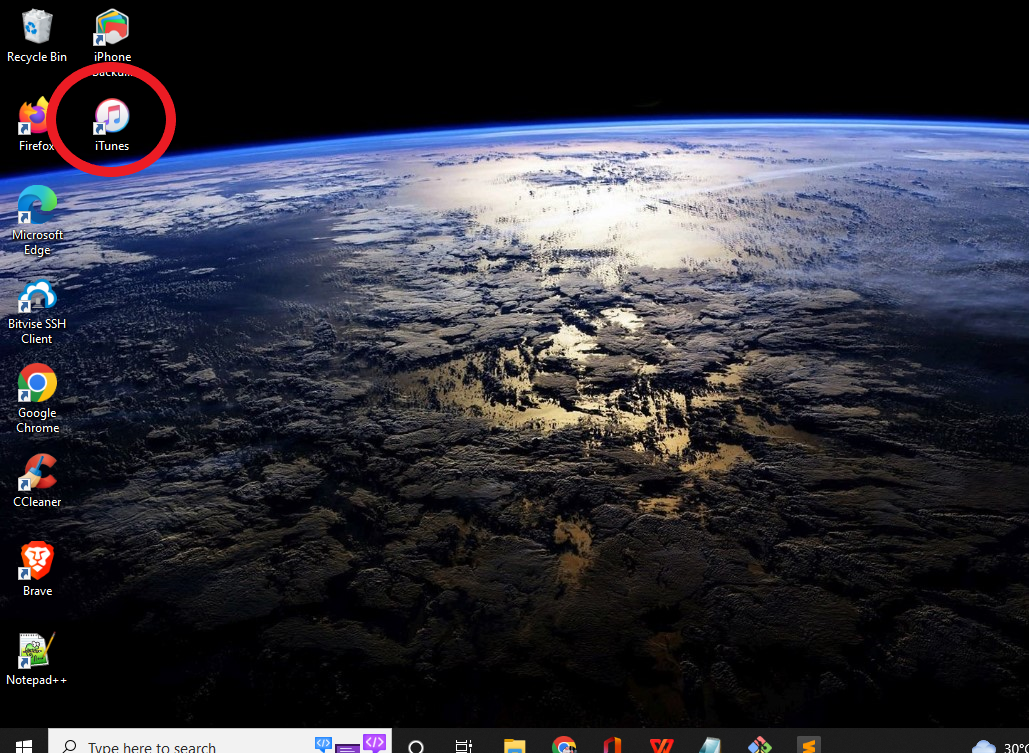 Recycle Bin
iPhone
Backu...
Firefox
iTunes
Microsoft
Edge
Bitvise SSH
Client
Google
Chrome
CCleaner
Brave
Notepad++
Type here to search
30°C